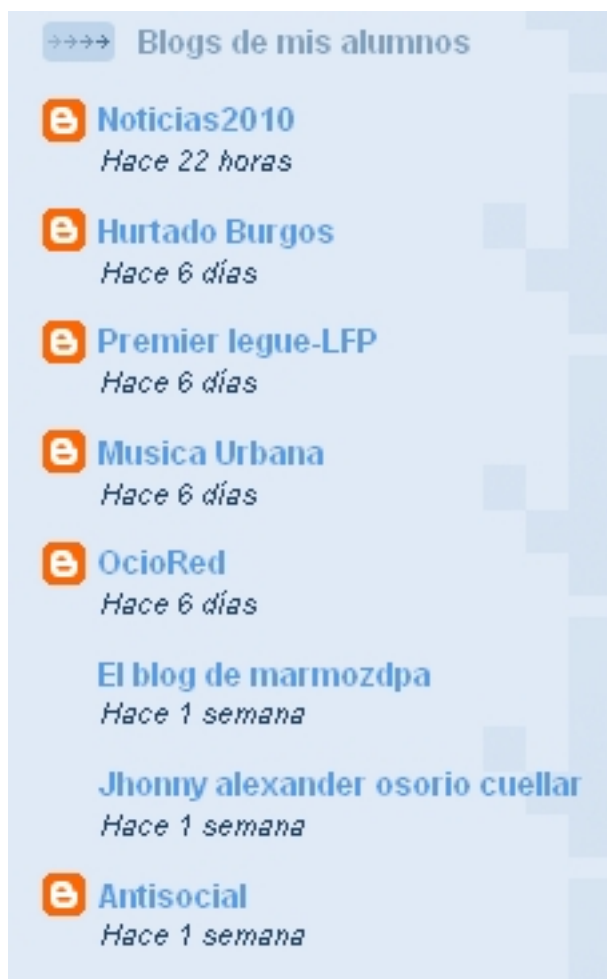 Blogs de mis alumnos
Noticias2010
Hace 22 horas
Hurtado Burgos
Hace 6 días
Premier legue-LFP
Hace 6 días
Musica Urbana
Hace 6 días
OcioRed
Hace 6 días
El blog de marmozdpa
Hace 1 semana
Jhonny alexander osorio cuellar
Hace 1 semana
Antisocial
Hace 1 semana